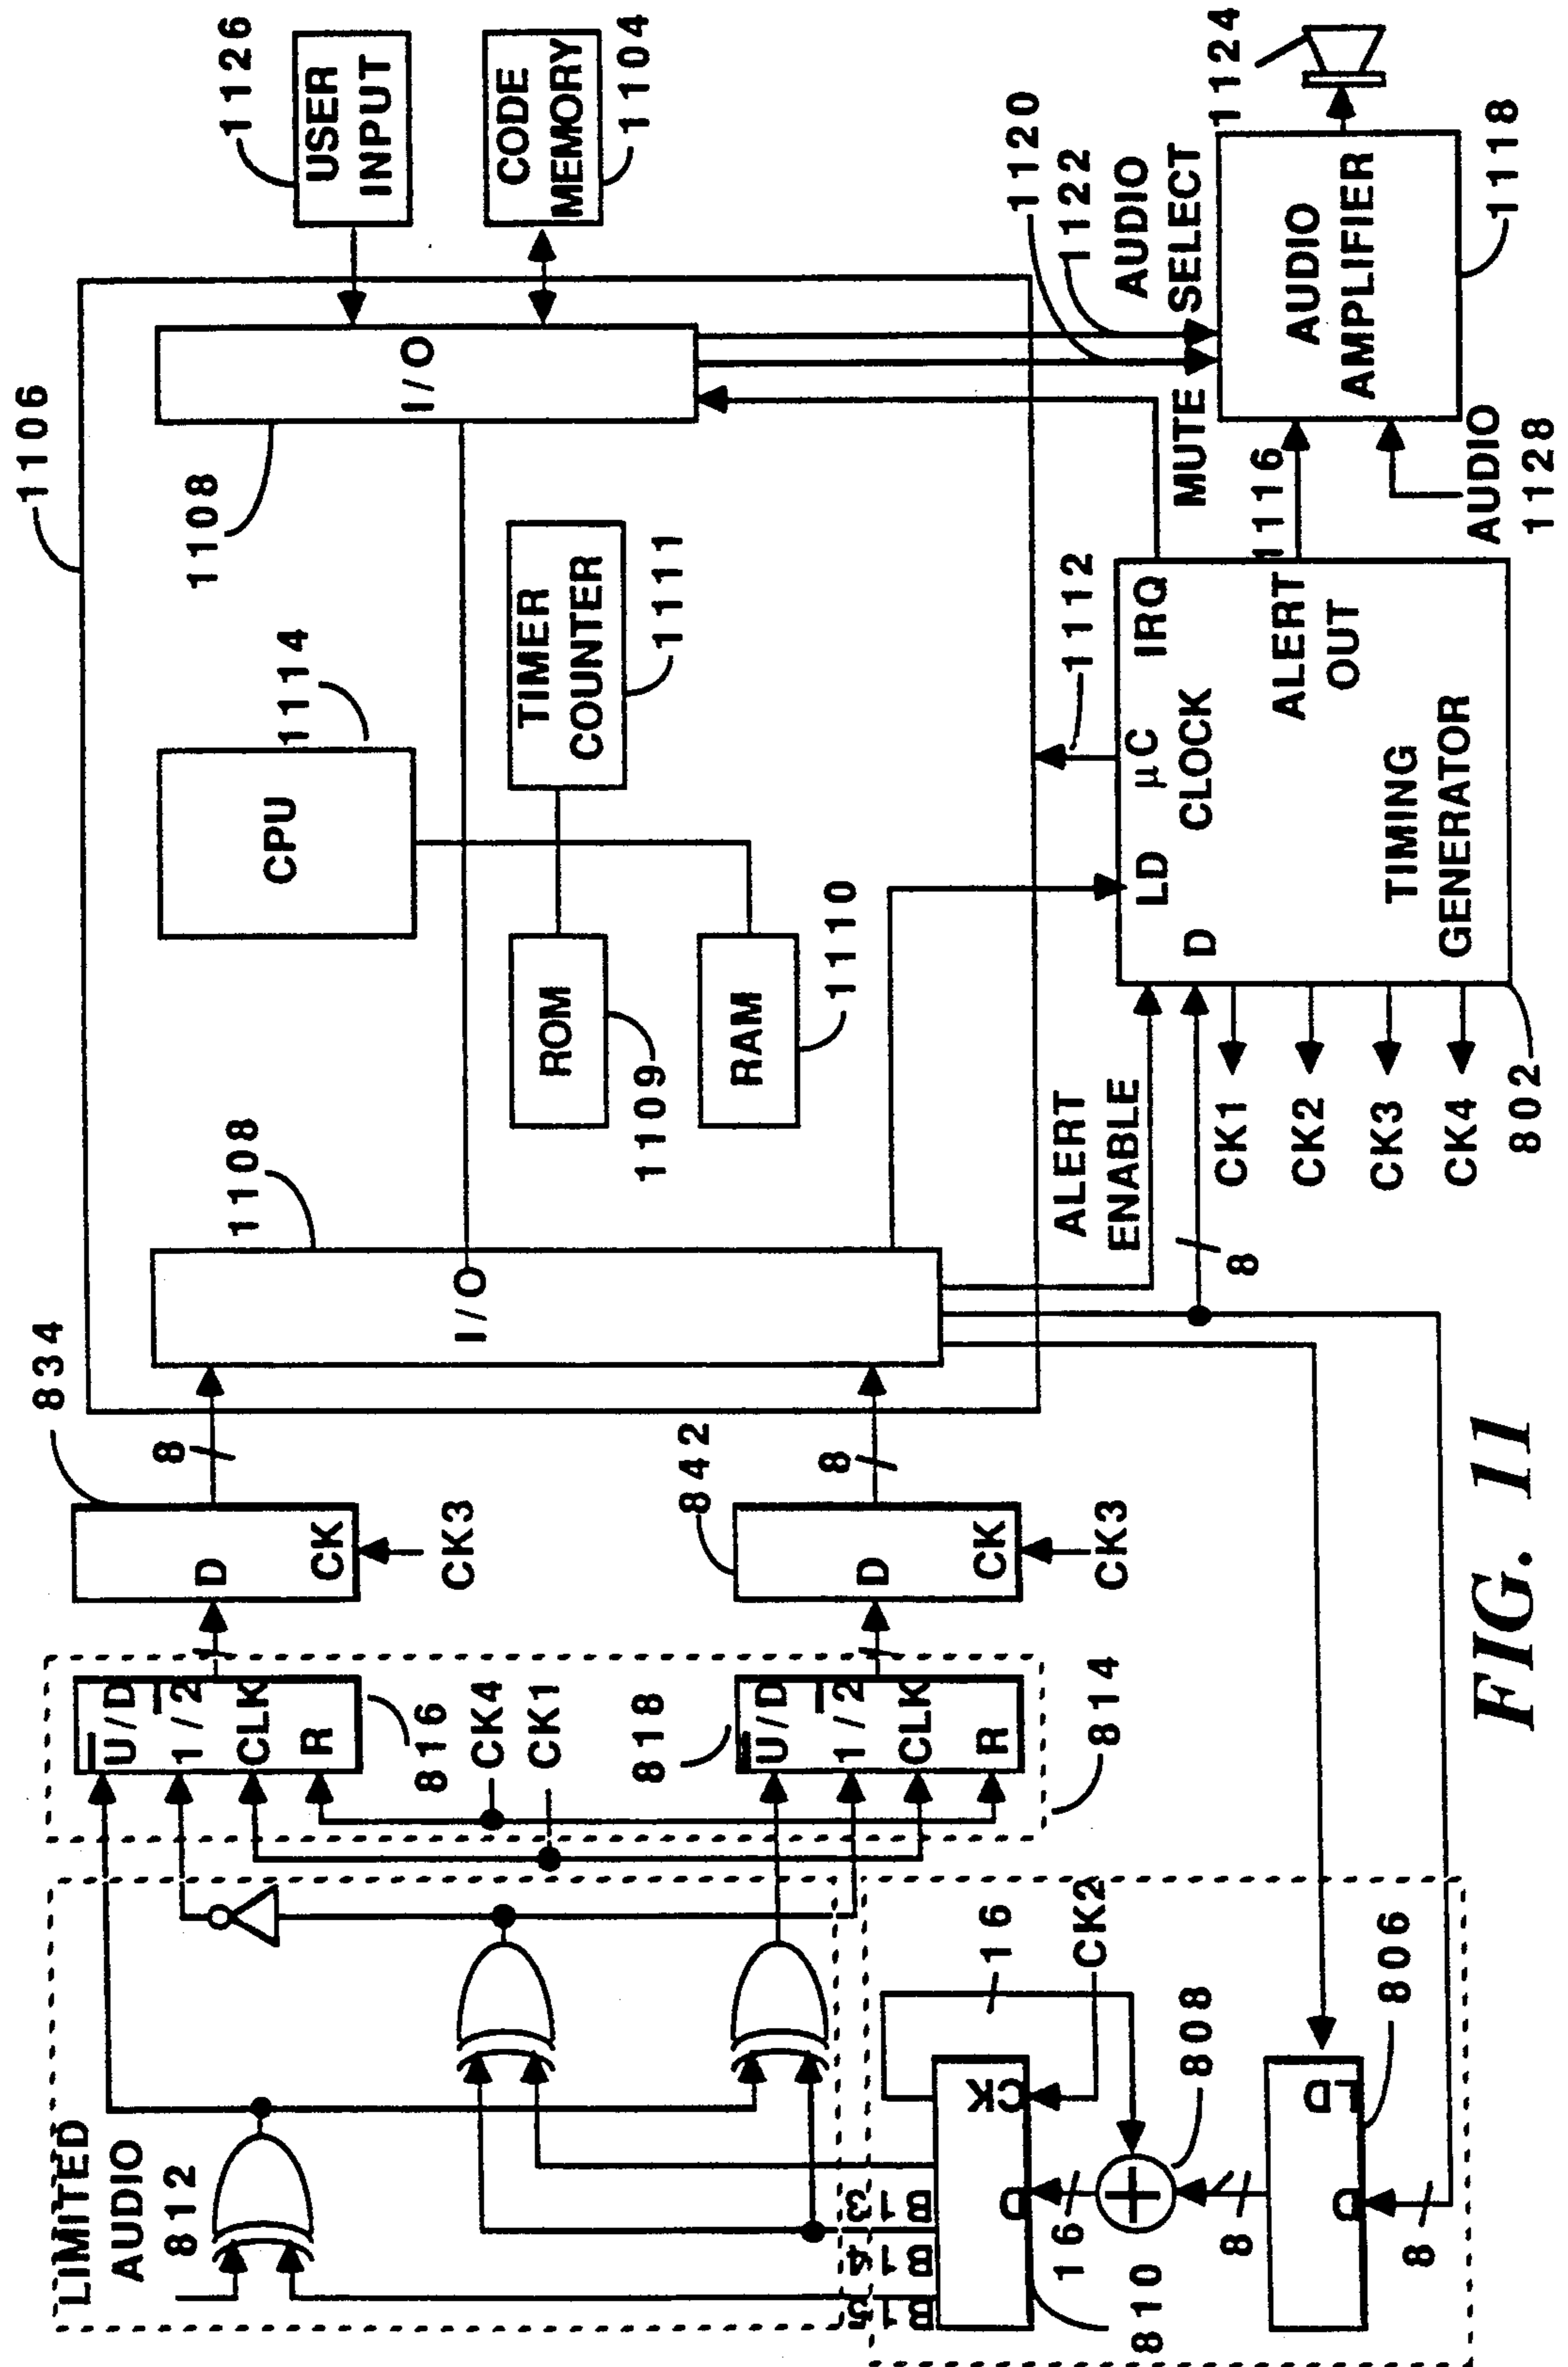 LIMITED
AUDIO
812
U/D
1/2
CLK
R
816
CK4
CK1
818
U/D
1/2
CLK
R
814
834
D
CK
CK3
8
842
D
CK
CK3
8
1106
1108
I/O
CPU
1114
ROM
1109
TIMER
COUNTER
1111
RAM
1110
1108
I/O
1126
USER
INPUT
CODE
MEMORY
1104
B15
B14
B13
CK
D
16
CK2
16
808
810
8
D
LD
806
8
ALERT
ENABLE
8
CK1
CK2
CK3
CK4
802
LD
D
µC
CLOCK
IRQ
ALERT
OUT
TIMING
GENERATOR
1112
1116
MUTE
1120
1122
AUDIO
SELECT
AUDIO
1128
AUDIO
AMPLIFIER
1118
1124
FIG. 11